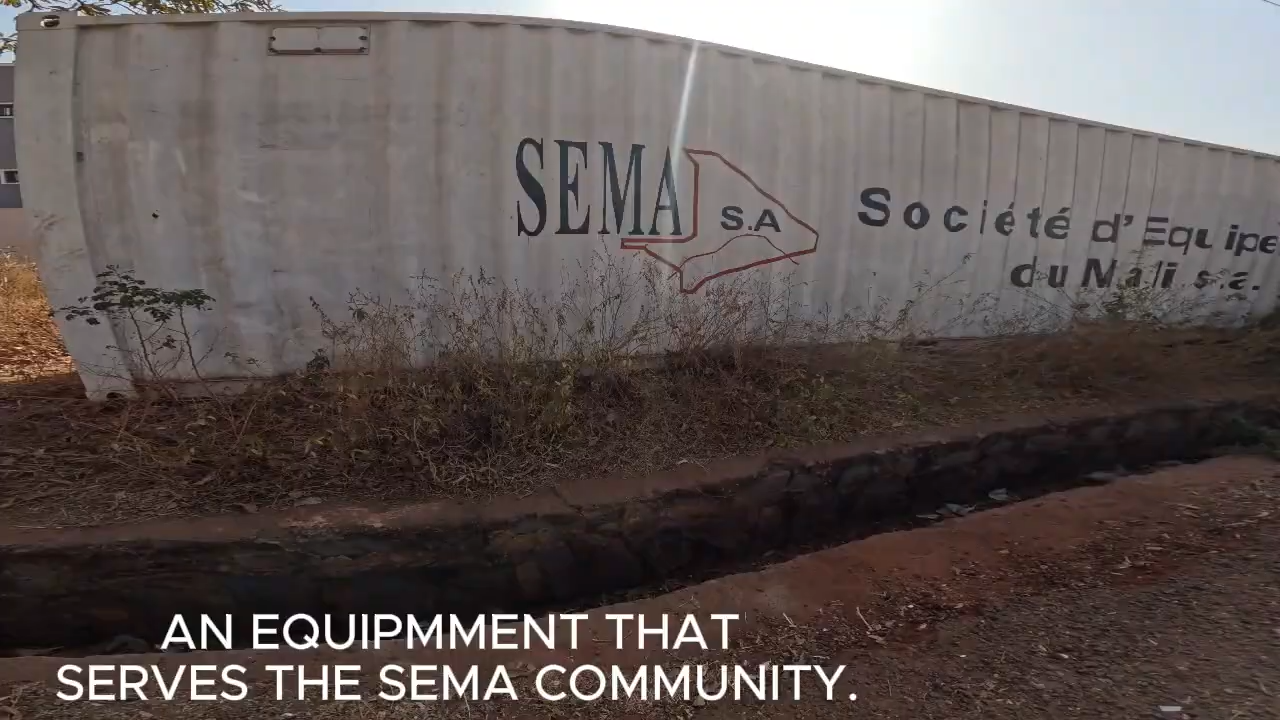 SEMA S.A
Société d'Equipe
du Mali s.a.
AN EQUIPMMENT THAT
SERVES THE SEMA COMMUNITY.